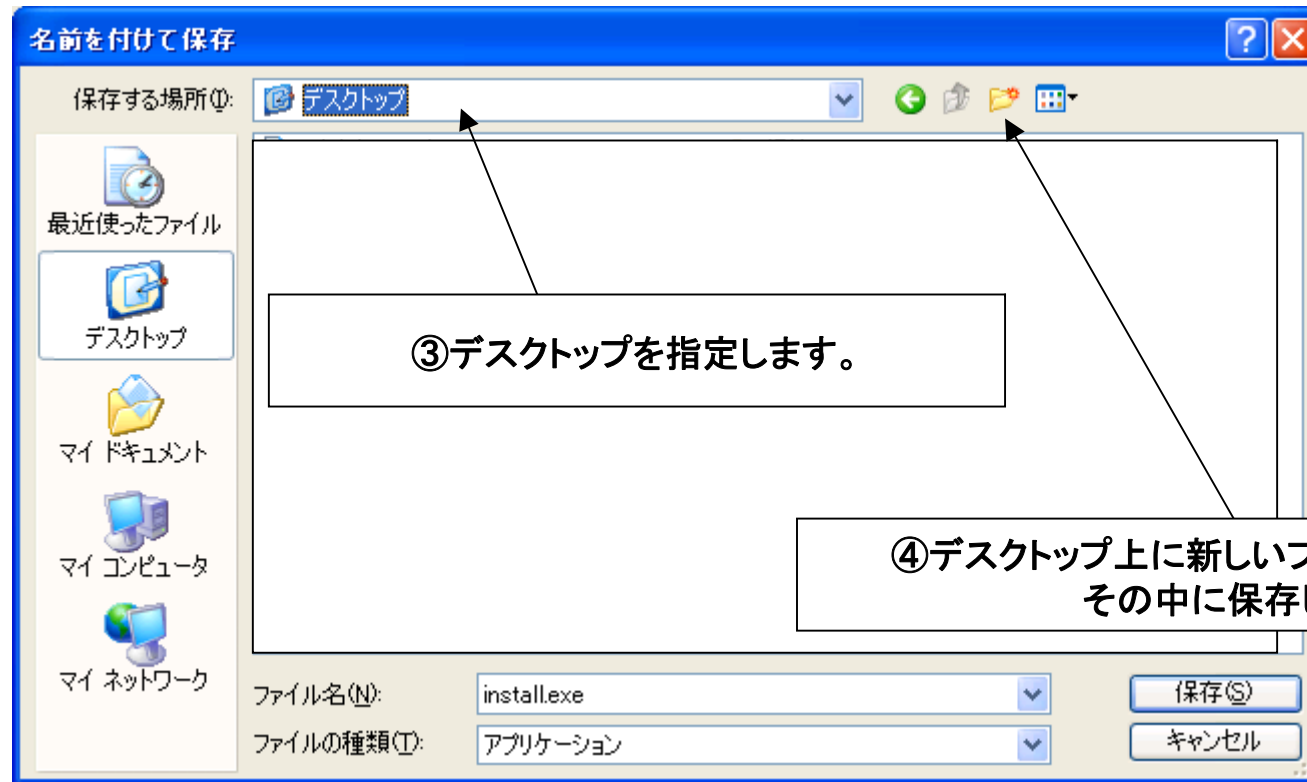 名前を付けて保存
保存する場所(I):
デスクトップ
最近使ったファイル
デスクトップ
マイ ドキュメント
マイ コンピュータ
マイ ネットワーク
③デスクトップを指定します。
④デスクトップ上に新しい
その中に保存
ファイル名(N):
install.exe
保存(S)
ファイルの種類(T):
アプリケーション
キャンセル